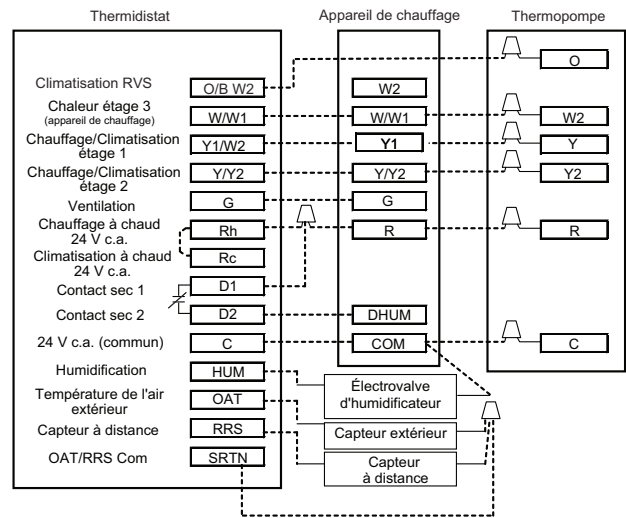 Thermidistat
Appareil de chauffage
Thermopompe
O
Climatisation RVS
O/B W2
W2
Chaleur étage 3
(appareil de chauffage)
W/W1
W/W1
W2
Chauffage/Climatisation
étage 1
Y1/W2
Y1
Y
Chauffage/Climatisation
étage 2
Y/Y2
Y/Y2
Y2
Ventilation
G
G
Chauffage à chaud
24 V c.a.
Rh
R
R
Climatisation à chaud
24 V c.a.
Rc
Contact sec 1
D1
Contact sec 2
D2
DHUM
24 V c.a. (commun)
C
COM
C
Humidification
HUM
Électrovalve
d'humidificateur
Température de l'air
extérieur
OAT
Capteur extérieur
Capteur à distance
RRS
Capteur
à distance
OAT/RRS Com
SRTN